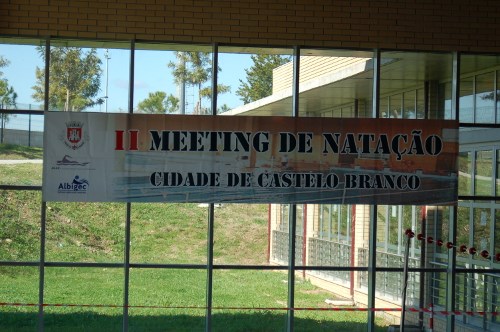 II MEETING DE NATAÇÃO
CIDADE DE CASTELO BRANCO
Albigec